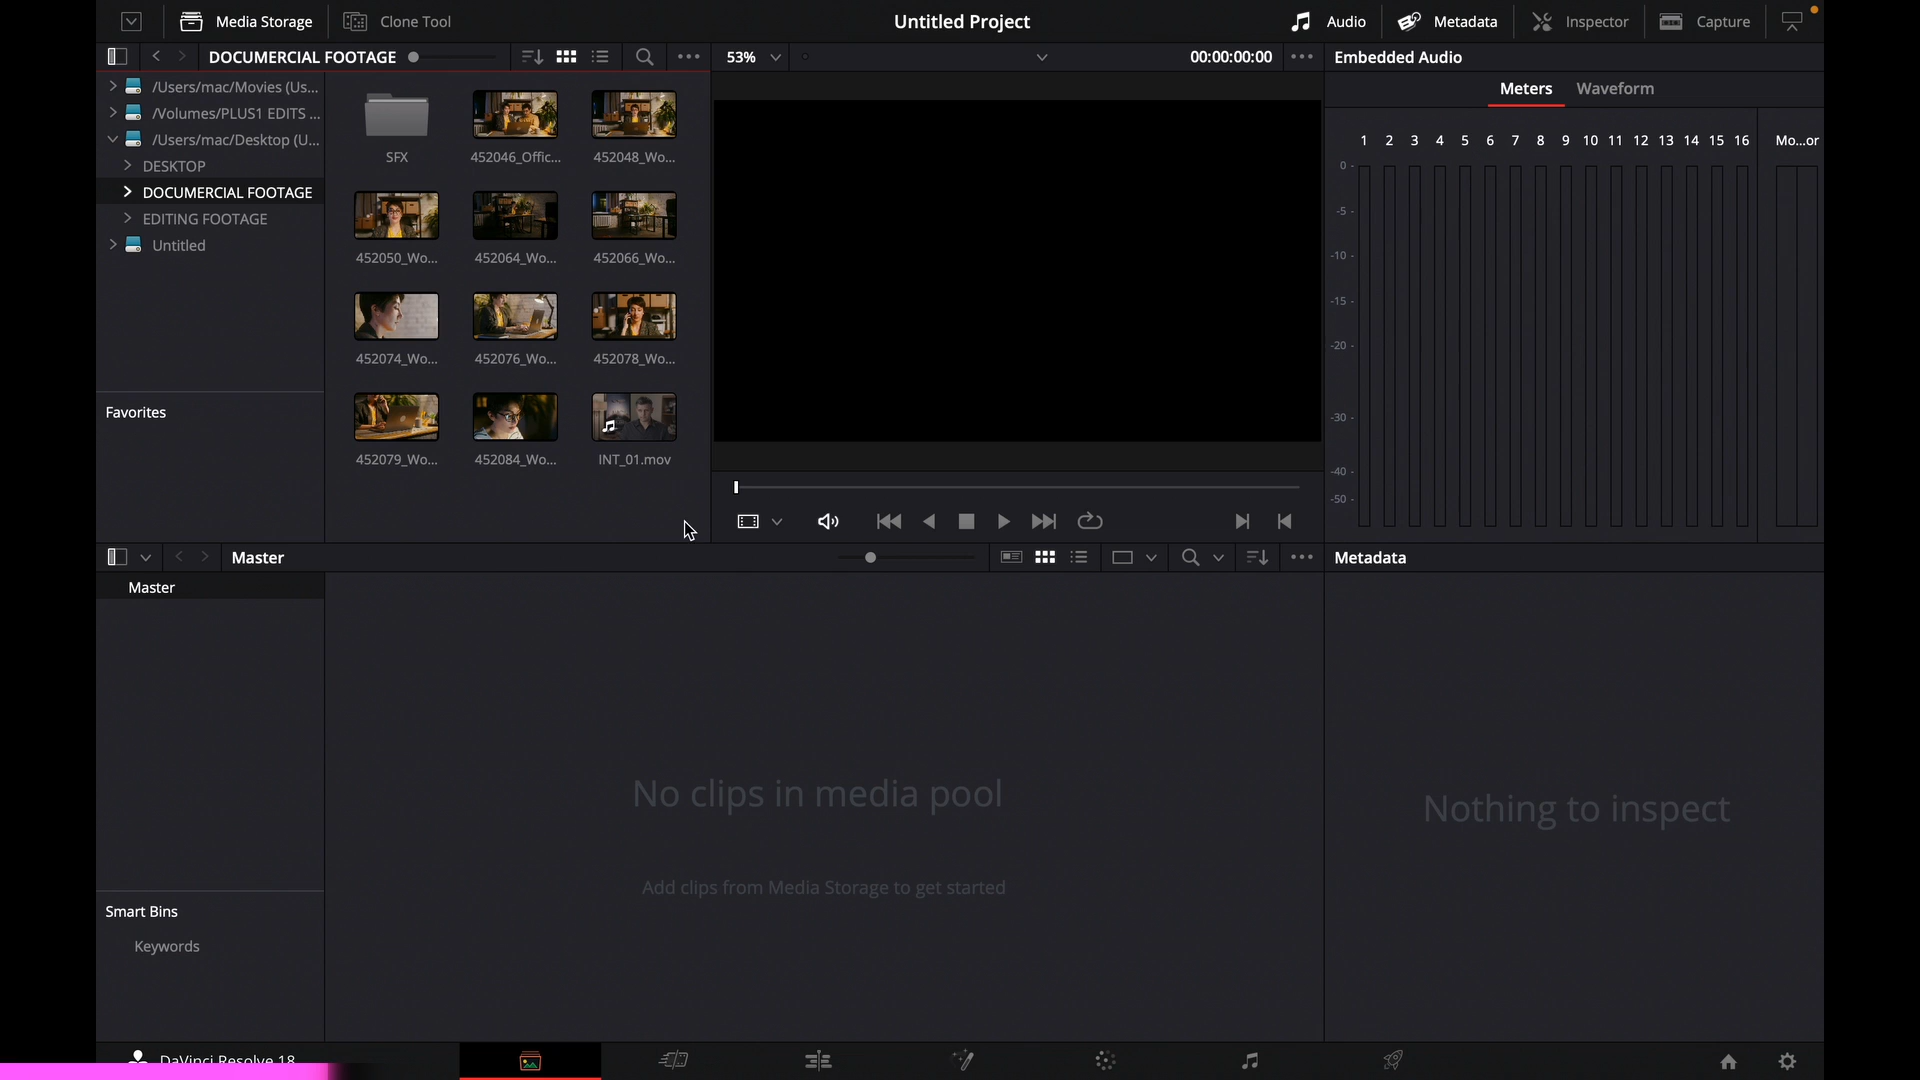 Media Storage
Clone Tool
Untitled Project
Audio
Metadata
Inspector
Capture
DOCUMERCIAL FOOTAGE
53%
00:00:00:00
Embedded Audio
Meters
Waveform
/Users/mac/Movies (Us...
/Volumes/PLUS1 EDITS ...
/Users/mac/Desktop (U...
DESKTOP
DOCUMERCIAL FOOTAGE
EDITING FOOTAGE
Untitled
Favorites
SFX
452046_Offic...
452048_Wo...
452050_Wo...
452064_Wo...
452066_Wo...
452074_Wo...
452076_Wo...
452078_Wo...
452079_Wo...
452084_Wo...
INT_01.mov
1 2 3 4 5 6 7 8 9 10 11 12 13 14 15 16 Mo...or
0 -
-5 -
-10 -
-15 -
-20 -
-30 -
-40 -
-50 -
Master
Metadata
Master
No clips in media pool
Add clips from Media Storage to get started
Nothing to inspect
Smart Bins
Keywords
DaVinci Resolve 18